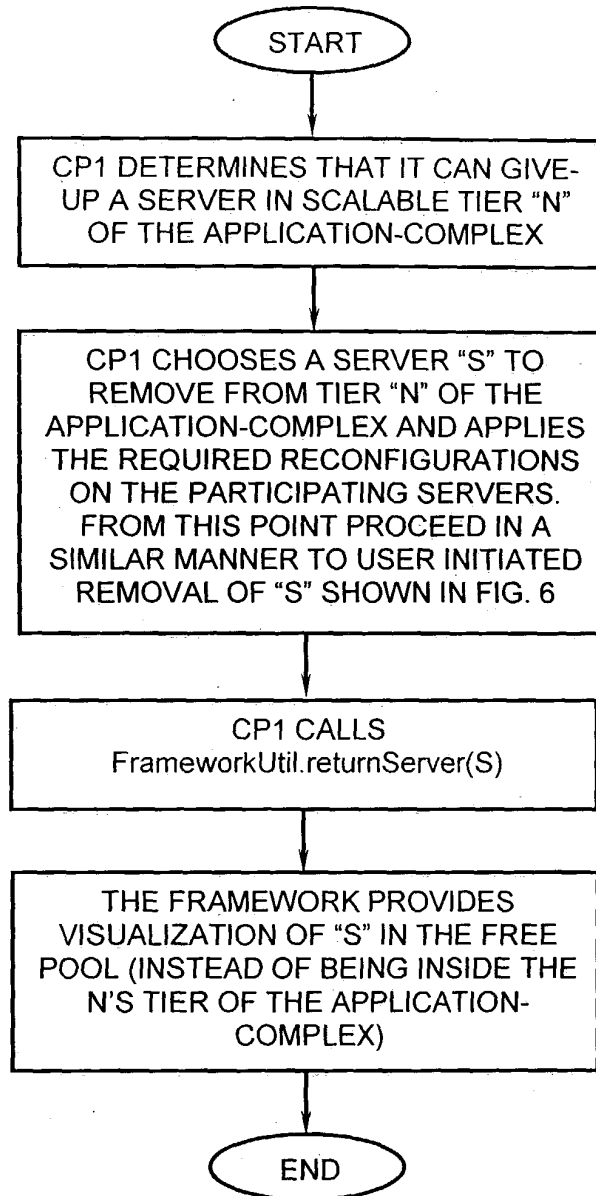 START
CP1 DETERMINES THAT IT CAN GIVE-
UP A SERVER IN SCALABLE TIER “N”
OF THE APPLICATION-COMPLEX
CP1 CHOOSES A SERVER “S” TO
REMOVE FROM TIER “N” OF THE
APPLICATION-COMPLEX AND APPLIES
THE REQUIRED RECONFIGURATIONS
ON THE PARTICIPATING SERVERS.
FROM THIS POINT PROCEED IN A
SIMILAR MANNER TO USER INITIATED
REMOVAL OF “S” SHOWN IN FIG. 6
CP1 CALLS
FrameworkUtil.returnServer(S)
THE FRAMEWORK PROVIDES
VISUALIZATION OF “S” IN THE FREE
POOL (INSTEAD OF BEING INSIDE THE
N'S TIER OF THE APPLICATION-
COMPLEX)
END